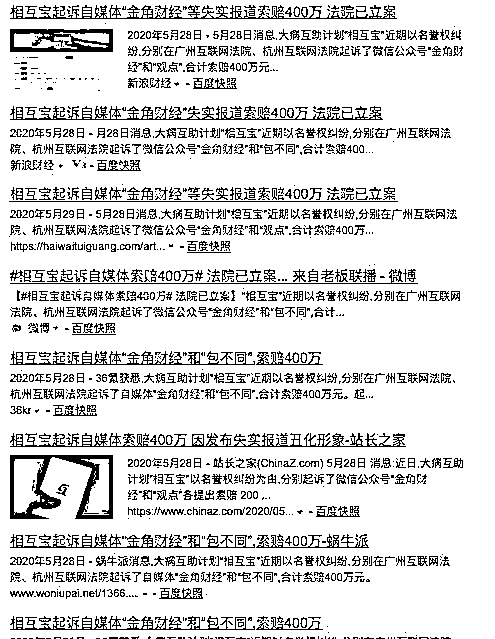 相互宝起诉自媒体“金角财经”等失实报道索赔400万 法院已立案
2020年5月28日 - 5月28日消息,大病互助计划“相互宝”近期以名誉权纠
纷,分别在广州互联网法院、杭州互联网法院起诉了微信公众号“金角财
经”和“观点”,合计索赔400万元...
新浪财经 - 百度快照
相互宝起诉自媒体“金角财经”失实报道索赔400万 法院已立案
2020年5月28日 - 月28日消息,大病互助计划“相互宝”近期以名誉权纠纷,分别在广州互联网法
院、杭州互联网法院起诉了微信公众号“金角财经”和“包不同”,合计索赔400...
新浪财经 - 百度快照
相互宝起诉自媒体“金角财经”等失实报道索赔400万 法院已立案
2020年5月29日 - 5月28日消息,大病互助计划“相互宝”近期以名誉权纠纷,分别在广州互联网法
院、杭州互联网法院起诉了微信公众号“金角财经”和“观点”,合计索赔400万元...
https://haiwaituiguang.com/art... - 百度快照
#相互宝起诉自媒体索赔400万# 法院已立案... 来自老板联播 - 微博
【#相互宝起诉自媒体索赔400万# 法院已立案】“相互宝”近期以名誉权纠纷,分别在广州互联网
法院、杭州互联网法院起诉了微信公众号“金角财经”和“包不同”,合计...
微博 - 百度快照
相互宝起诉自媒体“金角财经”和“包不同”,索赔400万
2020年5月28日 - 36氪获悉,大病互助计划“相互宝”近期以名誉权纠纷,分别在广州互联网法院、
杭州互联网法院起诉了自媒体“金角财经”和“包不同”,合计索赔400万元。起...
36kr - 百度快照
相互宝起诉自媒体索赔400万 因发布失实报道丑化形象-站长之家
2020年5月28日 - 站长之家(ChinaZ.com) 5月28日 消息:近日,大病互助
计划“相互宝”以名誉权纠纷为由,分别起诉了微信公众号“金角财
经”和“观点”各提出索赔 200 ...
https://www.chinaz.com/2020/05... - 百度快照
相互宝起诉自媒体“金角财经”和“包不同”,索赔400万-蜗牛派
2020年5月28日 - 蜗牛派消息,大病互助计划“相互宝”近期以名誉权纠纷,分别在广州互联网法
院、杭州互联网法院起诉了自媒体“金角财经”和“包不同”,合计索赔400万元。
www.woniupai.net/1366.... - 百度快照
相互宝起诉自媒体“金角财经”和“包不同”,索赔400万